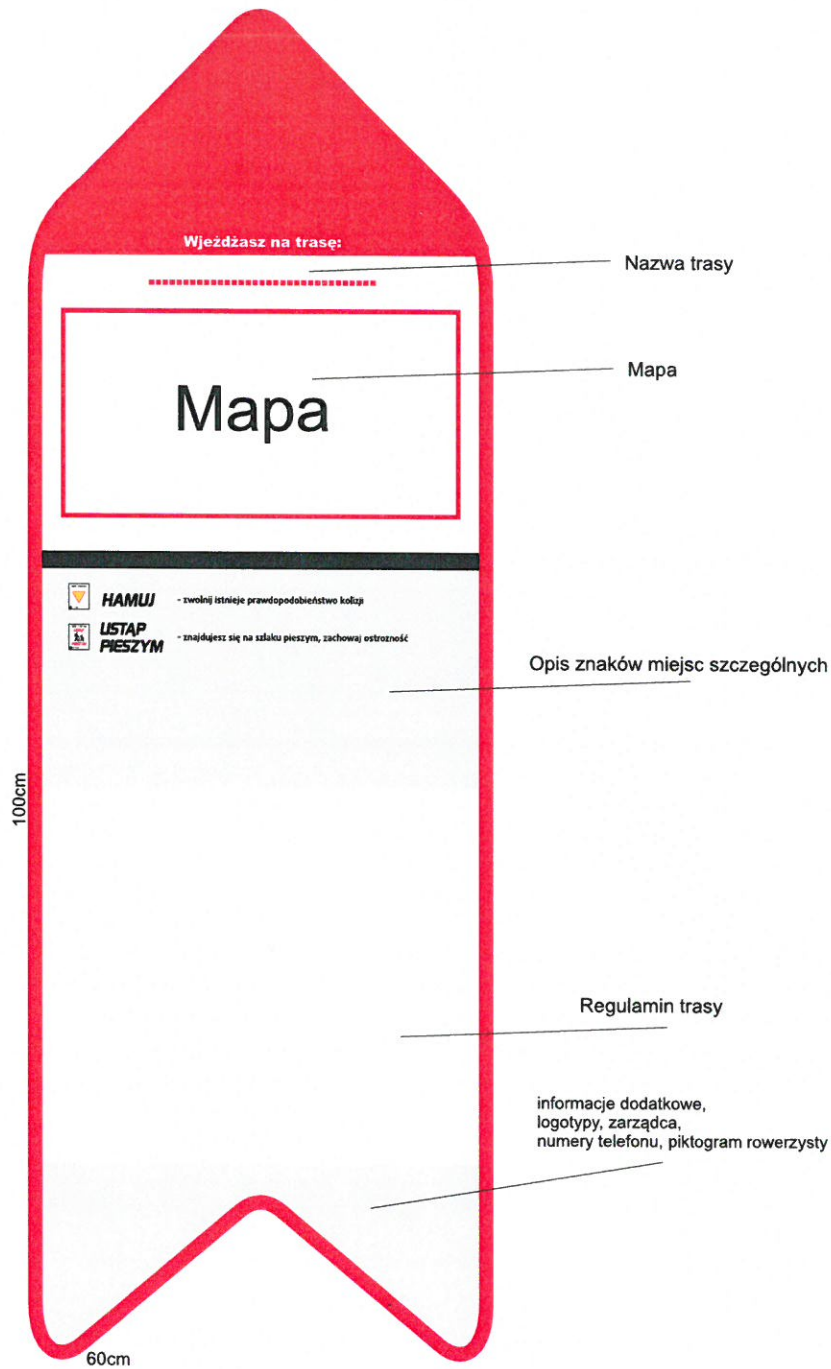 Wjeżdżasz na trasę:
Nazwa trasy
Mapa
Mapa
HAMUJ - zwolnij istnieje prawdopodobieństwo kolizji
USTĄP
PIESZYM - znajdujesz się na szlaku pieszym, zachowaj ostrożność
Opis znaków miejsc szczególnych
100cm
Regulamin trasy
informacje dodatkowe,
logotypy, zarządca,
numery telefonu, piktogram rowerzysty
60cm